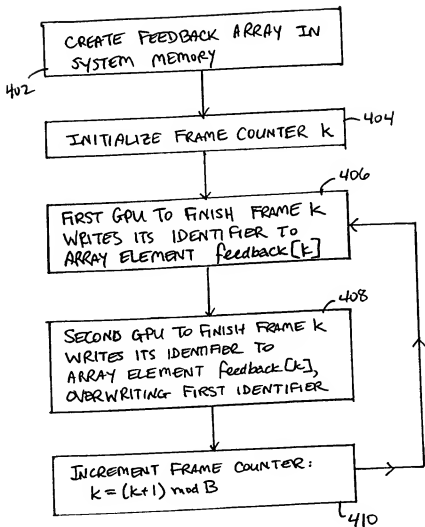 CREATE FEEDBACK ARRAY IN
SYSTEM MEMORY
402
INITIALIZE FRAME COUNTER k
404
406
FIRST GPU TO FINISH FRAME k
WRITES ITS IDENTIFIER TO
ARRAY ELEMENT feedback[k]
408
SECOND GPU TO FINISH FRAME k
WRITES ITS IDENTIFIER TO
ARRAY ELEMENT feedback[k],
OVERWRITING FIRST IDENTIFIER
INCREMENT FRAME COUNTER:
k = (k+1) mod B
410